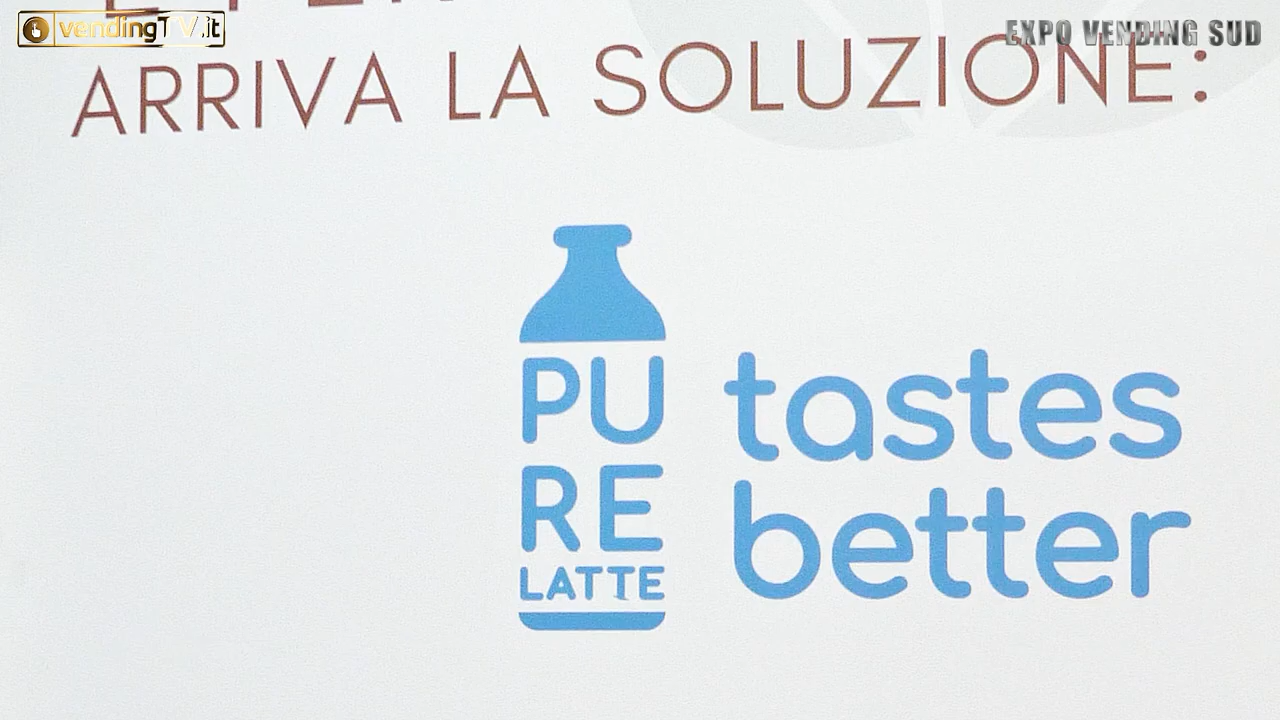 vendingTV.it
EXPO VENDING SUD
ARRIVA LA SOLUZIONE:
PU
RE
LATTE
tastes
better